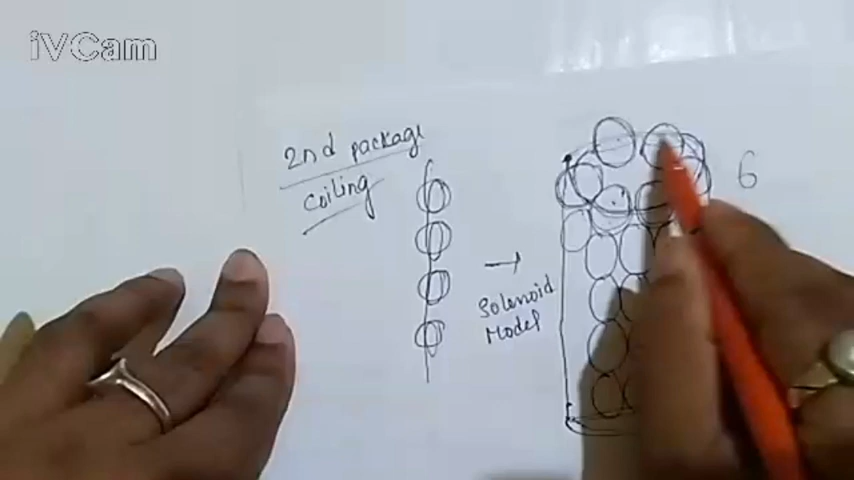 iVCam
2nd package
coiling
→
Solenoid
Model
6